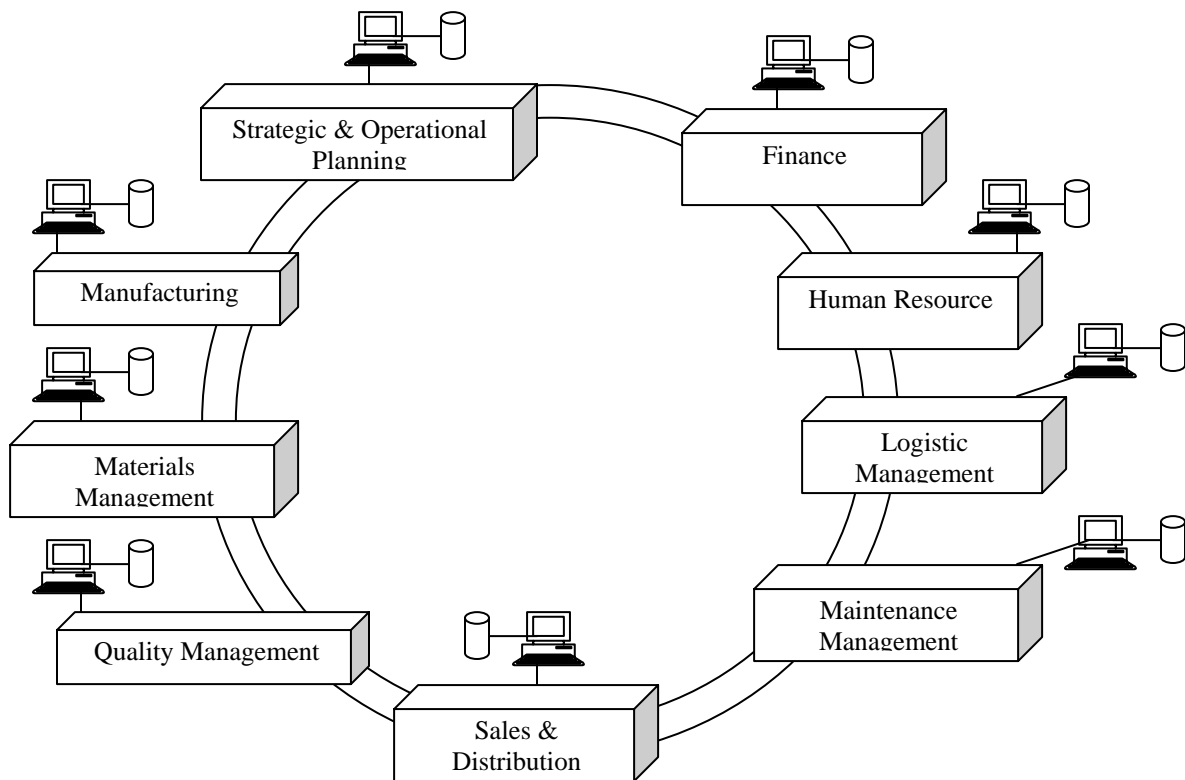 Strategic & Operational
Planning
Finance
Manufacturing
Human Resource
Materials
Management
Logistic
Management
Quality Management
Maintenance
Management
Sales &
Distribution